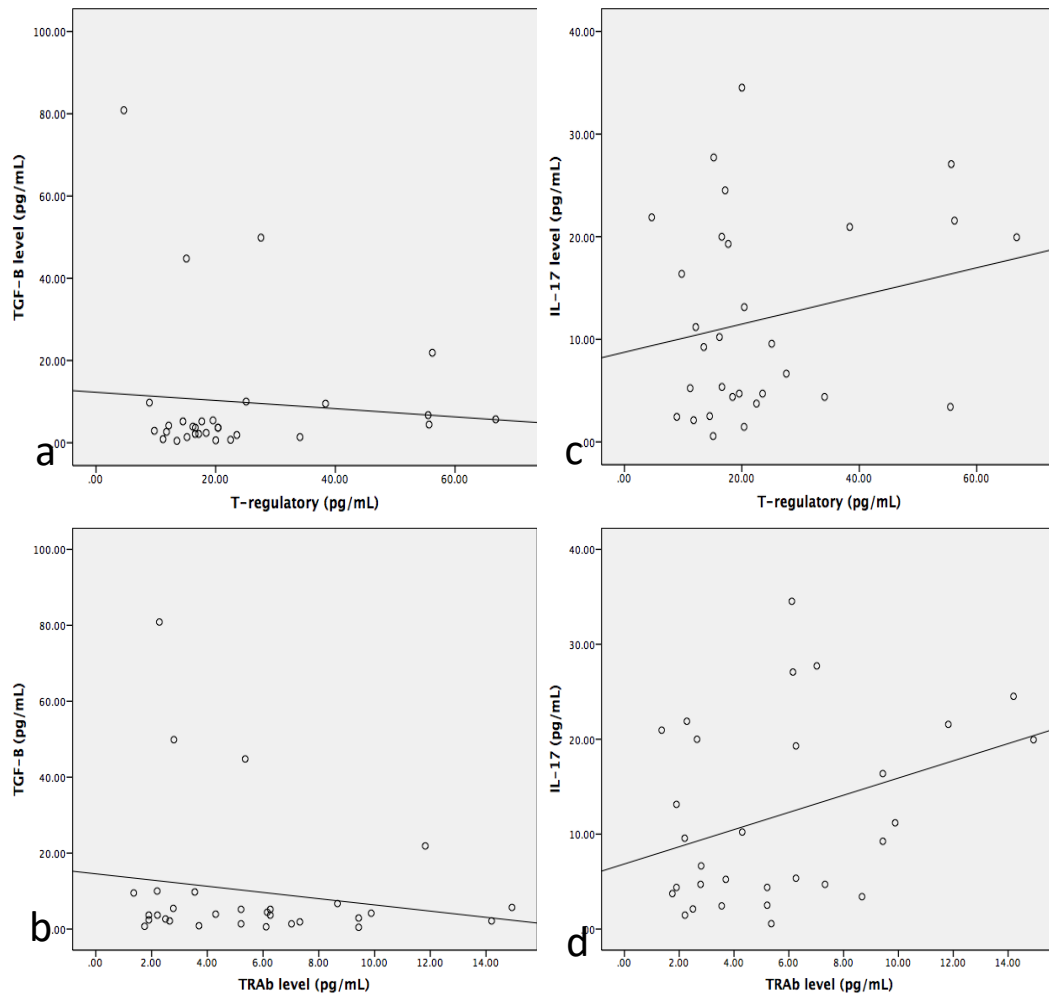 100.00
80.00
60.00
40.00
20.00
.00
TGF-B level (pg/mL)
a
.00 20.00 40.00 60.00
T-regulatory (pg/mL)
40.00
30.00
20.00
10.00
.00
IL-17 level (pg/mL)
c
.00 20.00 40.00 60.00
T-regulatory (pg/mL)
100.00
80.00
60.00
40.00
20.00
.00
TGF-B (pg/mL)
b
.00 2.00 4.00 6.00 8.00 10.00 12.00 14.00
TRAb level (pg/mL)
40.00
30.00
20.00
10.00
.00
IL-17 (pg/mL)
d
.00 2.00 4.00 6.00 8.00 10.00 12.00 14.00
TRAb level (pg/mL)